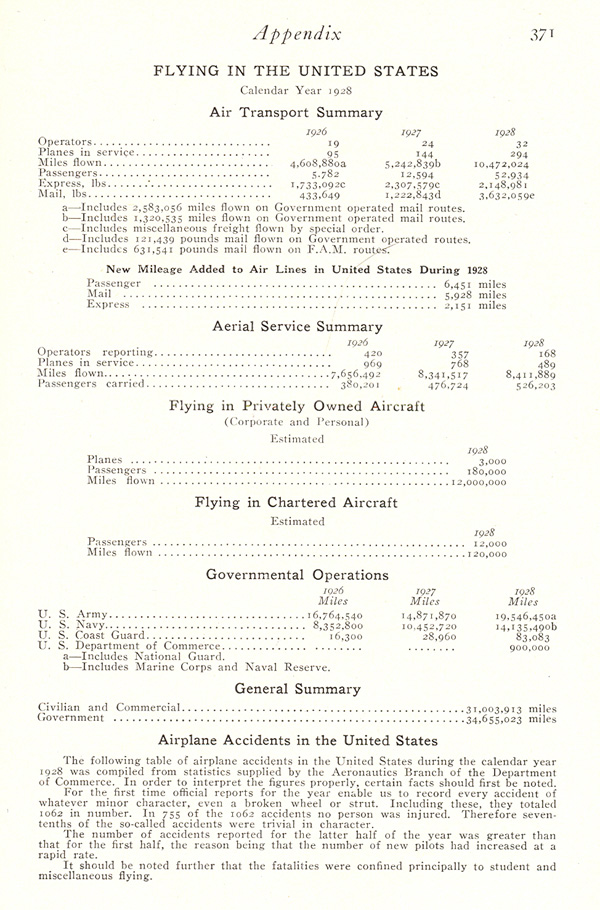 Appendix 371
FLYING IN THE UNITED STATES
Calendar Year 1928
Air Transport Summary
1926 1927 1928
Operators............................ 19 24 32
Planes in service...................... 95 144 294
Miles flown........................... 4,608,880a 5,242,839b 10,472,024
Passengers............................ 5,782 12,594 52,934
Express, lbs........................... 1,733,092c 2,307,579c 2,148,981
Mail, lbs.............................. 433,649 1,222,843d 3,632,059e
a—Includes 2,583,056 miles flown on Government operated mail routes.
b—Includes 1,320,535 miles flown on Government operated mail routes.
c—Includes miscellaneous freight flown by special order.
d—Includes 121,439 pounds mail flown on Government operated routes.
e—Includes 631,541 pounds mail flown on F.A.M. routes.
New Mileage Added to Air Lines in United States During 1928
Passenger ............................................ 6,451 miles
Mail ................................................ 5,928 miles
Express .............................................. 2,151 miles
Aerial Service Summary
1926 1927 1928
Operators reporting............................ 420 357 168
Planes in service............................... 969 768 489
Miles flown....................................7,656,492 8,341,517 8,411,889
Passengers carried............................. 380,201 476,724 526,203
Flying in Privately Owned Aircraft
(Corporate and Personal)
Estimated
1928
Planes .................................................. 3,000
Passengers .............................................. 180,000
Miles flown .............................................12,000,000
Flying in Chartered Aircraft
Estimated
1928
Passengers .................................................. 12,000
Miles flown ................................................120,000
Governmental Operations
1926 1927 1928
Miles Miles Miles
U. S. Army...............................16,764,540 14,871,870 19,546,450a
U. S. Navy............................... 8,352,800 10,452,720 14,135,490b
U. S. Coast Guard......................... 16,300 28,960 83,083
U. S. Department of Commerce............. ........ ........ 900,000
a—Includes National Guard.
b—Includes Marine Corps and Naval Reserve.
General Summary
Civilian and Commercial............................................31,003,913 miles
Government ......................................................34,655,023 miles
Airplane Accidents in the United States
The following table of airplane accidents in the United States during the calendar year
1928 was compiled from statistics supplied by the Aeronautics Branch of the Department
of Commerce. In order to interpret the figures properly, certain facts should first be noted.
For the first time official reports for the year enable us to record every accident of
whatever minor character, even a broken wheel or strut. Including these, they totaled
1062 in number. In 755 of the 1062 accidents no person was injured. Therefore seven-
tenths of the so-called accidents were trivial in character.
The number of accidents reported for the latter half of the year was greater than
that for the first half, the reason being that the number of new pilots had increased at a
rapid rate.
It should be noted further that the fatalities were confined principally to student and
miscellaneous flying.